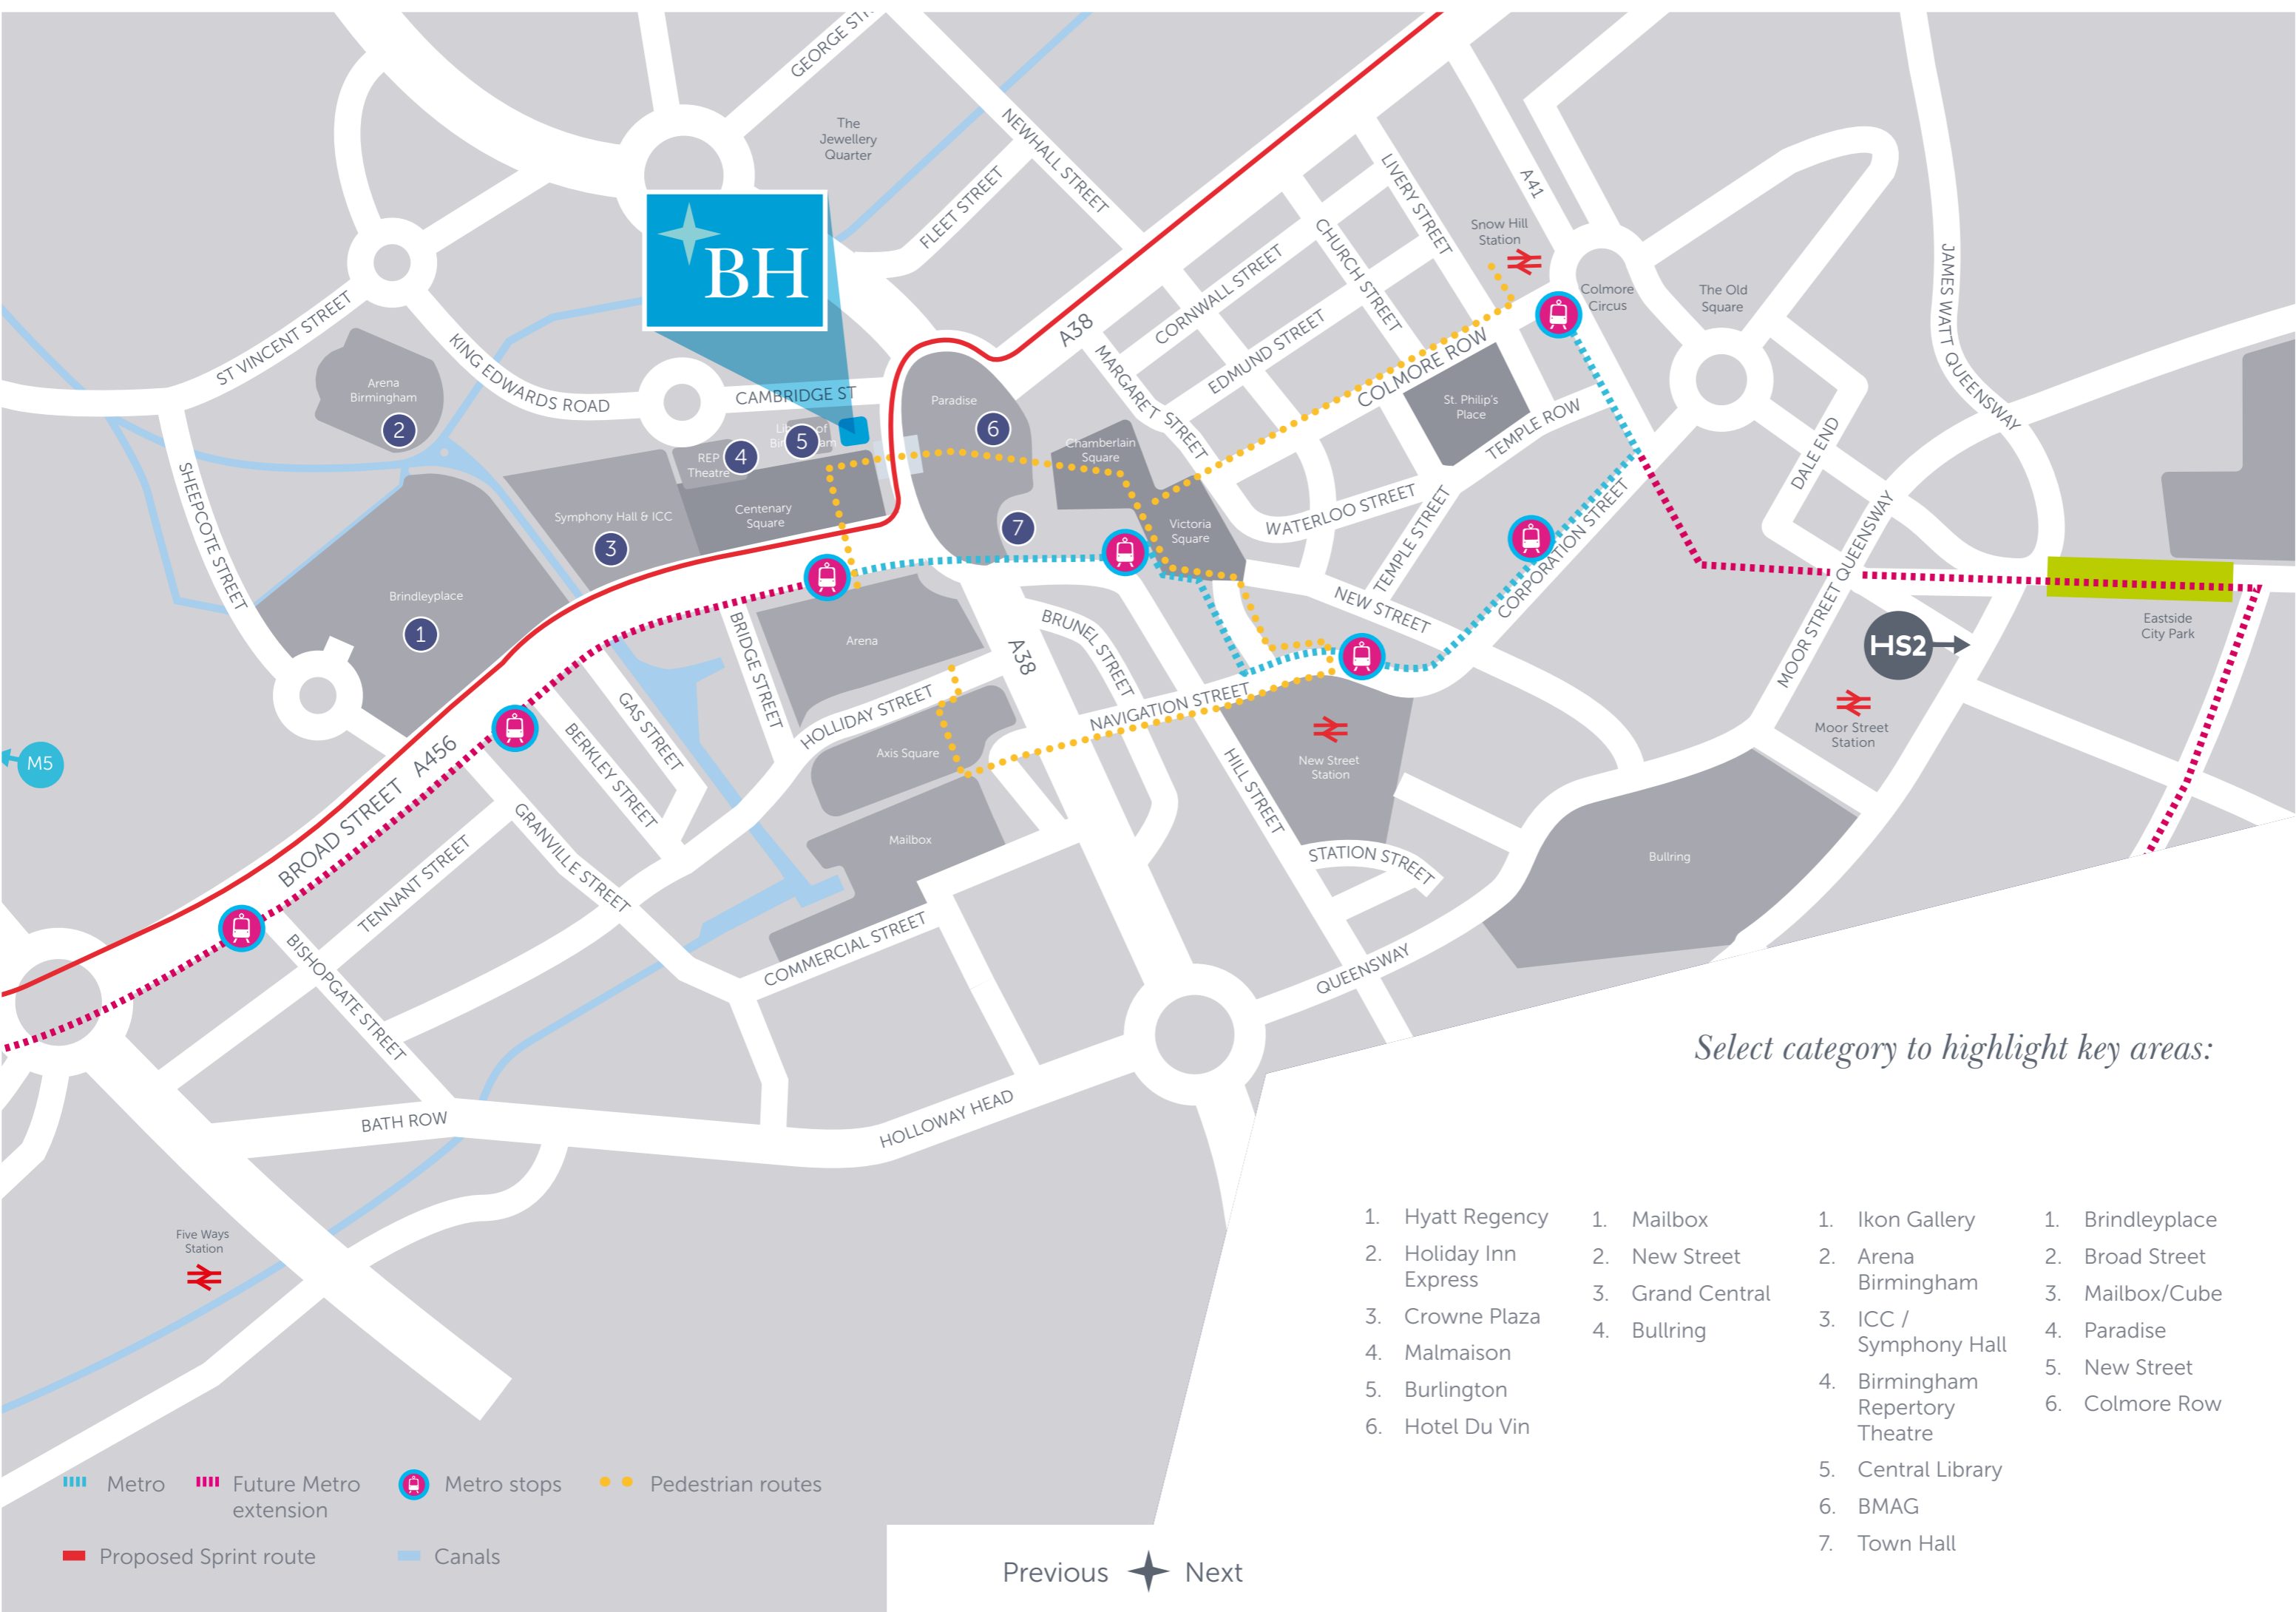 GEORGE ST
The
Jewellery
Quarter
NEWHALL STREET
FLEET STREET
BH
LIVERY STREET
A41
Snow Hill
Station
CHURCH STREET
CORNWALL STREET
Colmore
Circus
The Old
Square
JAMES WATT QUEENSWAY
ST VINCENT STREET
KING EDWARDS ROAD
A38
EDMUND STREET
COLMORE ROW
MARGARET STREET
Arena
Birmingham
2
CAMBRIDGE ST
Paradise
6
St. Philip's
Place
TEMPLE ROW
5
REP
Theatre
4
Chamberlain
Square
DALE END
SHEEPCOTE STREET
Symphony Hall & ICC
3
Centenary
Square
7
Victoria
Square
WATERLOO STREET
TEMPLE STREET
CORPORATION STREET
MOOR STREET QUEENSWAY
Brindleyplace
1
NEW STREET
HS2
Eastside
City Park
BRIDGE STREET
Arena
A38
BRUNEL STREET
Moor Street
Station
M5
A456
BROAD STREET
BERKLEY STREET
GAS STREET
HOLLIDAY STREET
Axis Square
NAVIGATION STREET
HILL STREET
New Street
Station
TENNANT STREET
GRANVILLE STREET
Mailbox
STATION STREET
Bullring
BISHOPGATE STREET
COMMERCIAL STREET
QUEENSWAY
BATH ROW
HOLLOWAY HEAD
Five Ways
Station
Select category to highlight key areas:
1. Hyatt Regency
2. Holiday Inn
Express
3. Crowne Plaza
4. Malmaison
5. Burlington
6. Hotel Du Vin
1. Mailbox
2. New Street
3. Grand Central
4. Bullring
1. Ikon Gallery
2. Arena
Birmingham
3. ICC /
Symphony Hall
4. Birmingham
Repertory
Theatre
5. Central Library
6. BMAG
7. Town Hall
1. Brindleyplace
2. Broad Street
3. Mailbox/Cube
4. Paradise
5. New Street
6. Colmore Row
Metro
Future Metro
extension
Metro stops
Pedestrian routes
Proposed Sprint route
Canals
Previous
Next